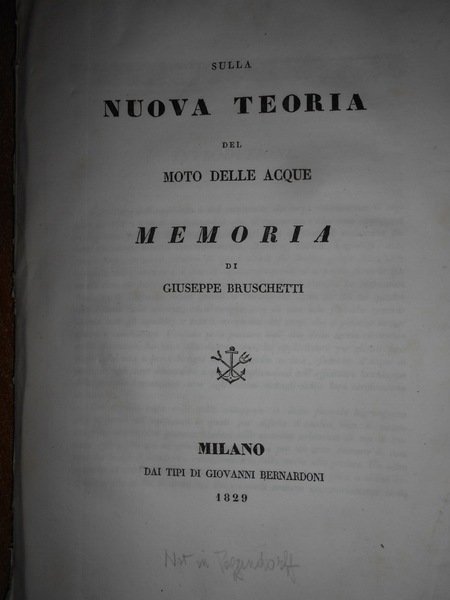 SULLA
NUOVA TEORIA
DEL
MOTO DELLE ACQUE
MEMORIA
DI
GIUSEPPE BRUSCHETTI
MILANO
DAI TIPI DI GIOVANNI BERNARDONI
1829
Not in